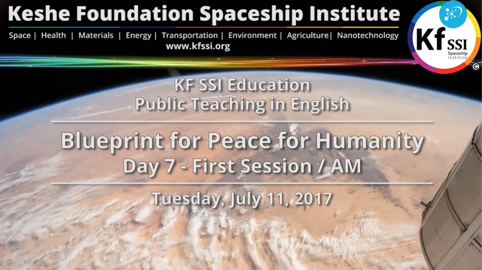 Keshe Foundation Spaceship Institute
Space | Health | Materials | Energy | Transportation | Environment | Agriculture| Nanotechnology
www.kfssi.org
Kf SSI
Spaceship
Institute
©
KF SSI Education
Public Teaching in English
Blueprint for Peace for Humanity
Day 7 - First Session / AM
Tuesday, July 11, 2017